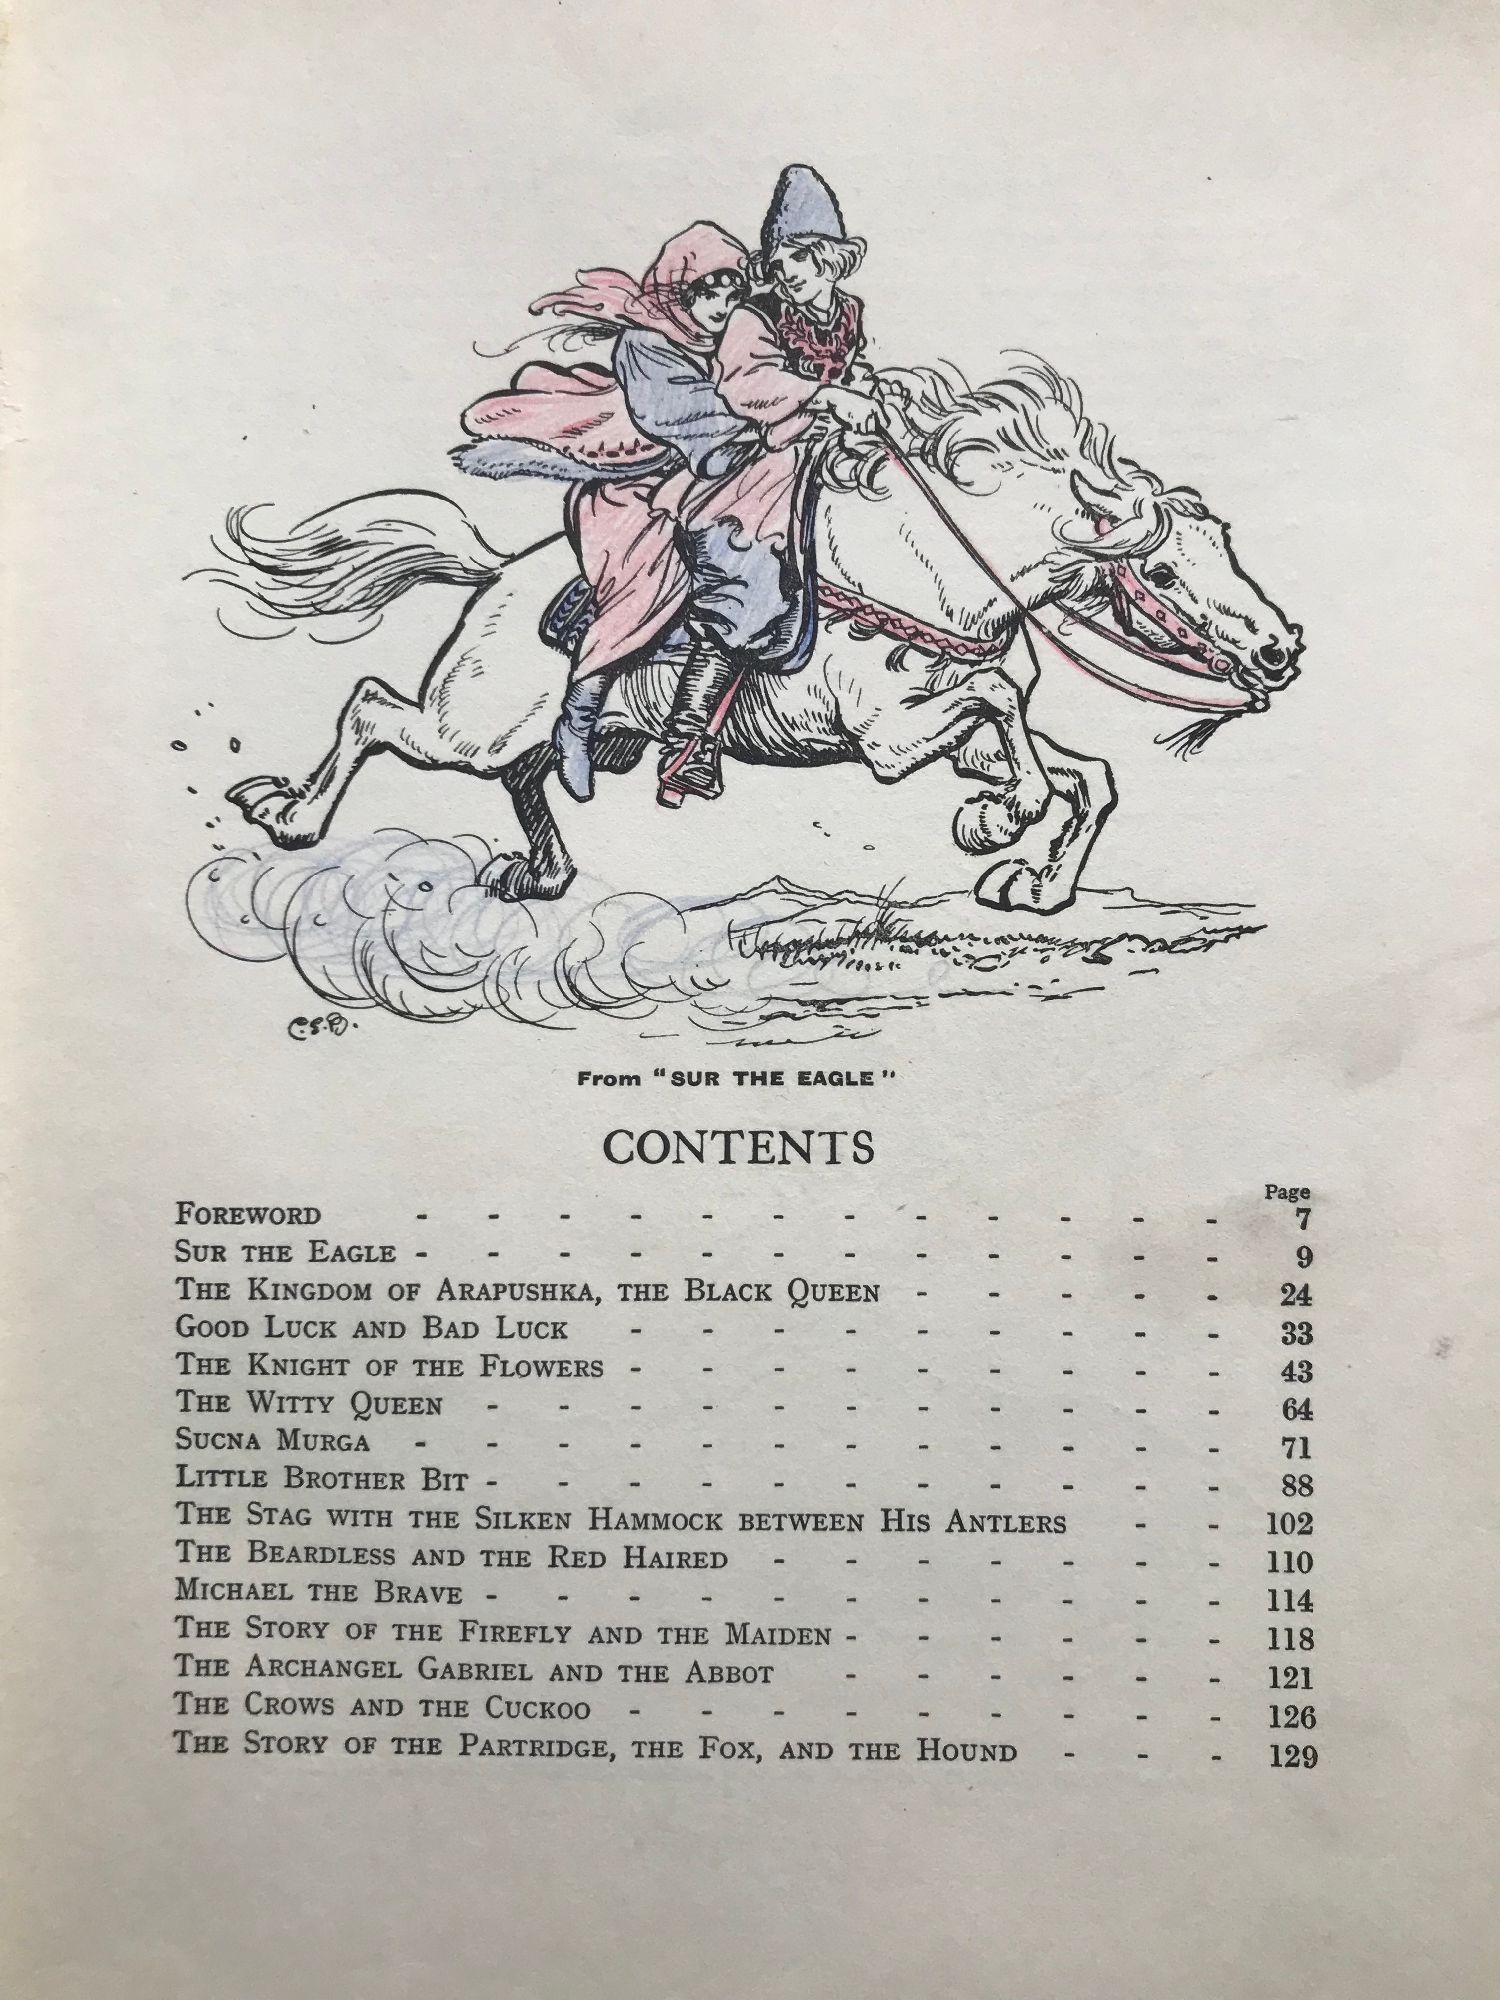 C.E.B.
From "SUR THE EAGLE"
CONTENTS
Page
FOREWORD - - - - - - - - - - - - 7
SUR THE EAGLE - - - - - - - - - - - - 9
THE KINGDOM OF ARAPUSHKA, THE BLACK QUEEN - - - - - 24
GOOD LUCK AND BAD LUCK - - - - - - - - - 33
THE KNIGHT OF THE FLOWERS - - - - - - - - - 43
THE WITTY QUEEN - - - - - - - - - - - 64
SUCNA MURGA - - - - - - - - - - - - 71
LITTLE BROTHER BIT - - - - - - - - - - - 88
THE STAG WITH THE SILKEN HAMMOCK BETWEEN HIS ANTLERS - - 102
THE BEARDLESS AND THE RED HAIRED - - - - - - - 110
MICHAEL THE BRAVE - - - - - - - - - - - 114
THE STORY OF THE FIREFLY AND THE MAIDEN - - - - - - 118
THE ARCHANGEL GABRIEL AND THE ABBOT - - - - - - 121
THE CROWS AND THE CUCKOO - - - - - - - - - 126
THE STORY OF THE PARTRIDGE, THE FOX, AND THE HOUND - - - 129